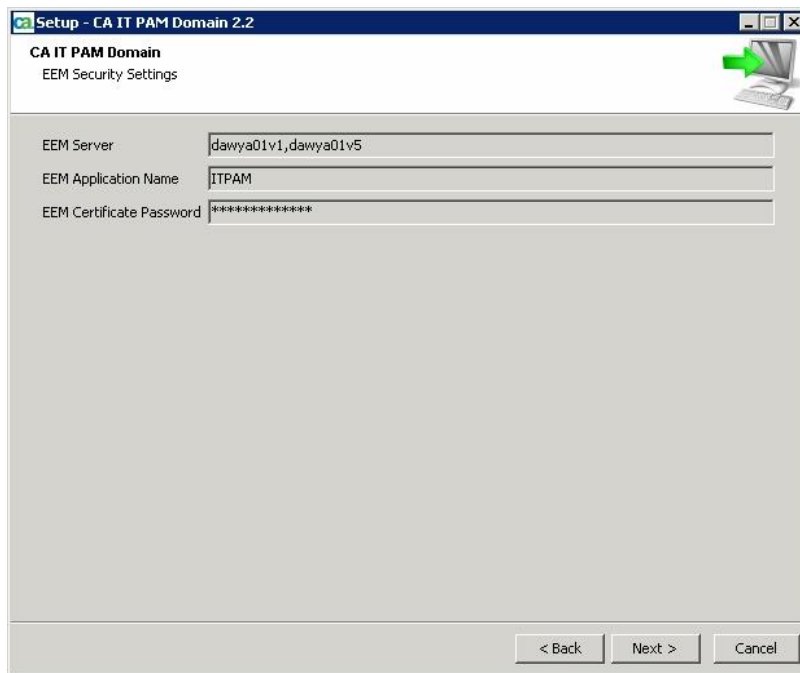 ca Setup - CA IT PAM Domain 2.2
CA IT PAM Domain
EEM Security Settings
EEM Server dawya01v1,dawya01v5
EEM Application Name ITPAM
EEM Certificate Password *************
< Back Next > Cancel